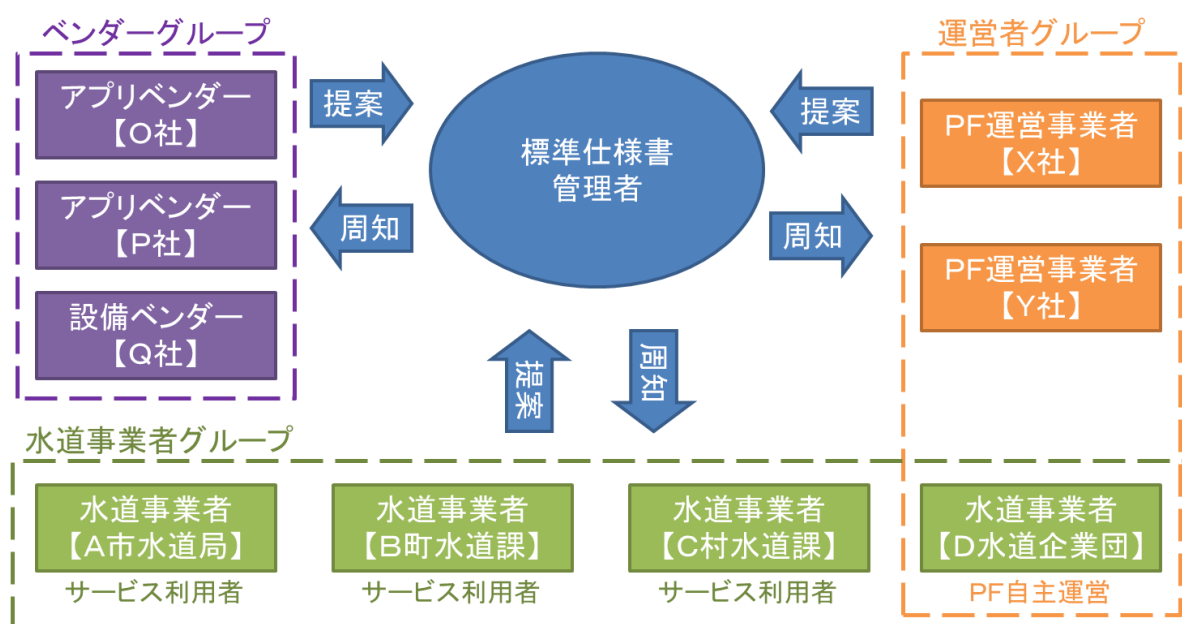 ベンダーグループ
アプリベンダー
【O社】
アプリベンダー
【P社】
設備ベンダー
【Q社】
提案
周知
標準仕様書
管理者
提案
周知
運営者グループ
PF運営事業者
【X社】
PF運営事業者
【Y社】
提案
周知
水道事業者グループ
水道事業者
【A市水道局】
サービス利用者
水道事業者
【B町水道課】
サービス利用者
水道事業者
【C村水道課】
サービス利用者
水道事業者
【D水道企業団】
PF自主運営